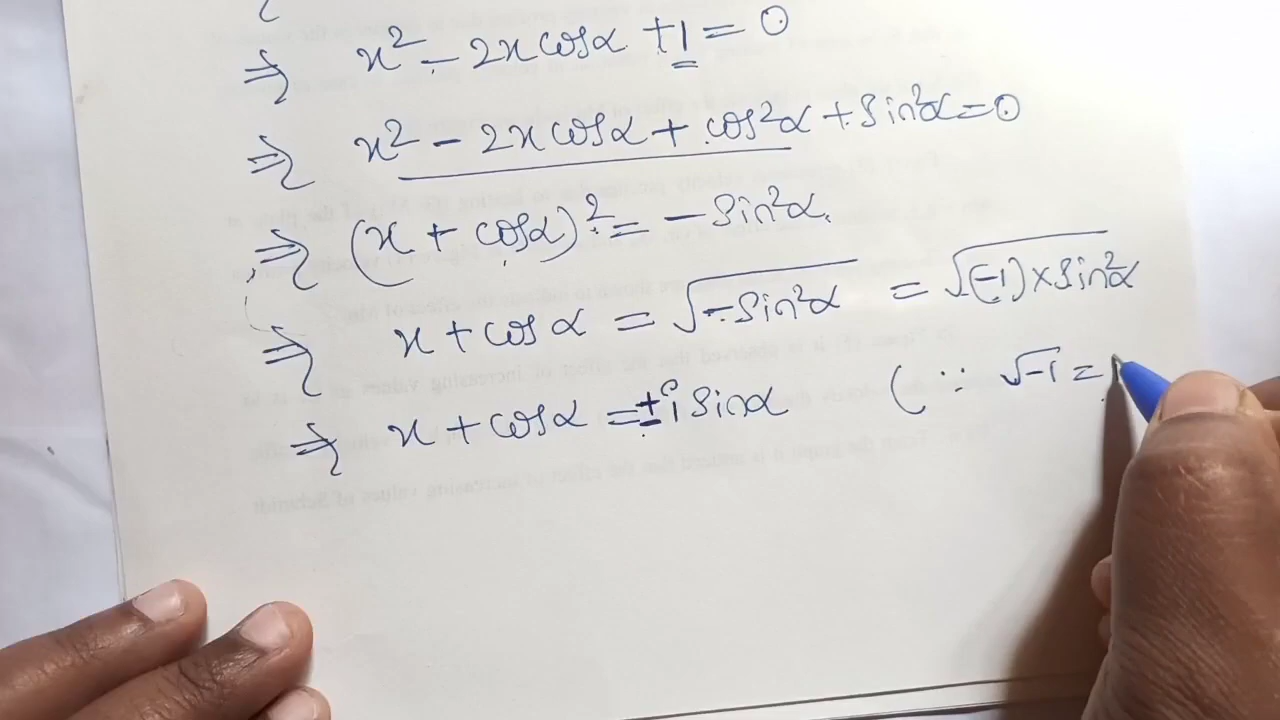 ⇒ x² - 2x cosα + 1 = 0
⇒ x² - 2x cosα + cos²α + sin²α = 0
⇒ (x + cosα)² = - sin²α
⇒ x + cosα = √-sin²α = √(-1) × sin²α
⇒ x + cosα = ± i sinα (∵ √-1 =